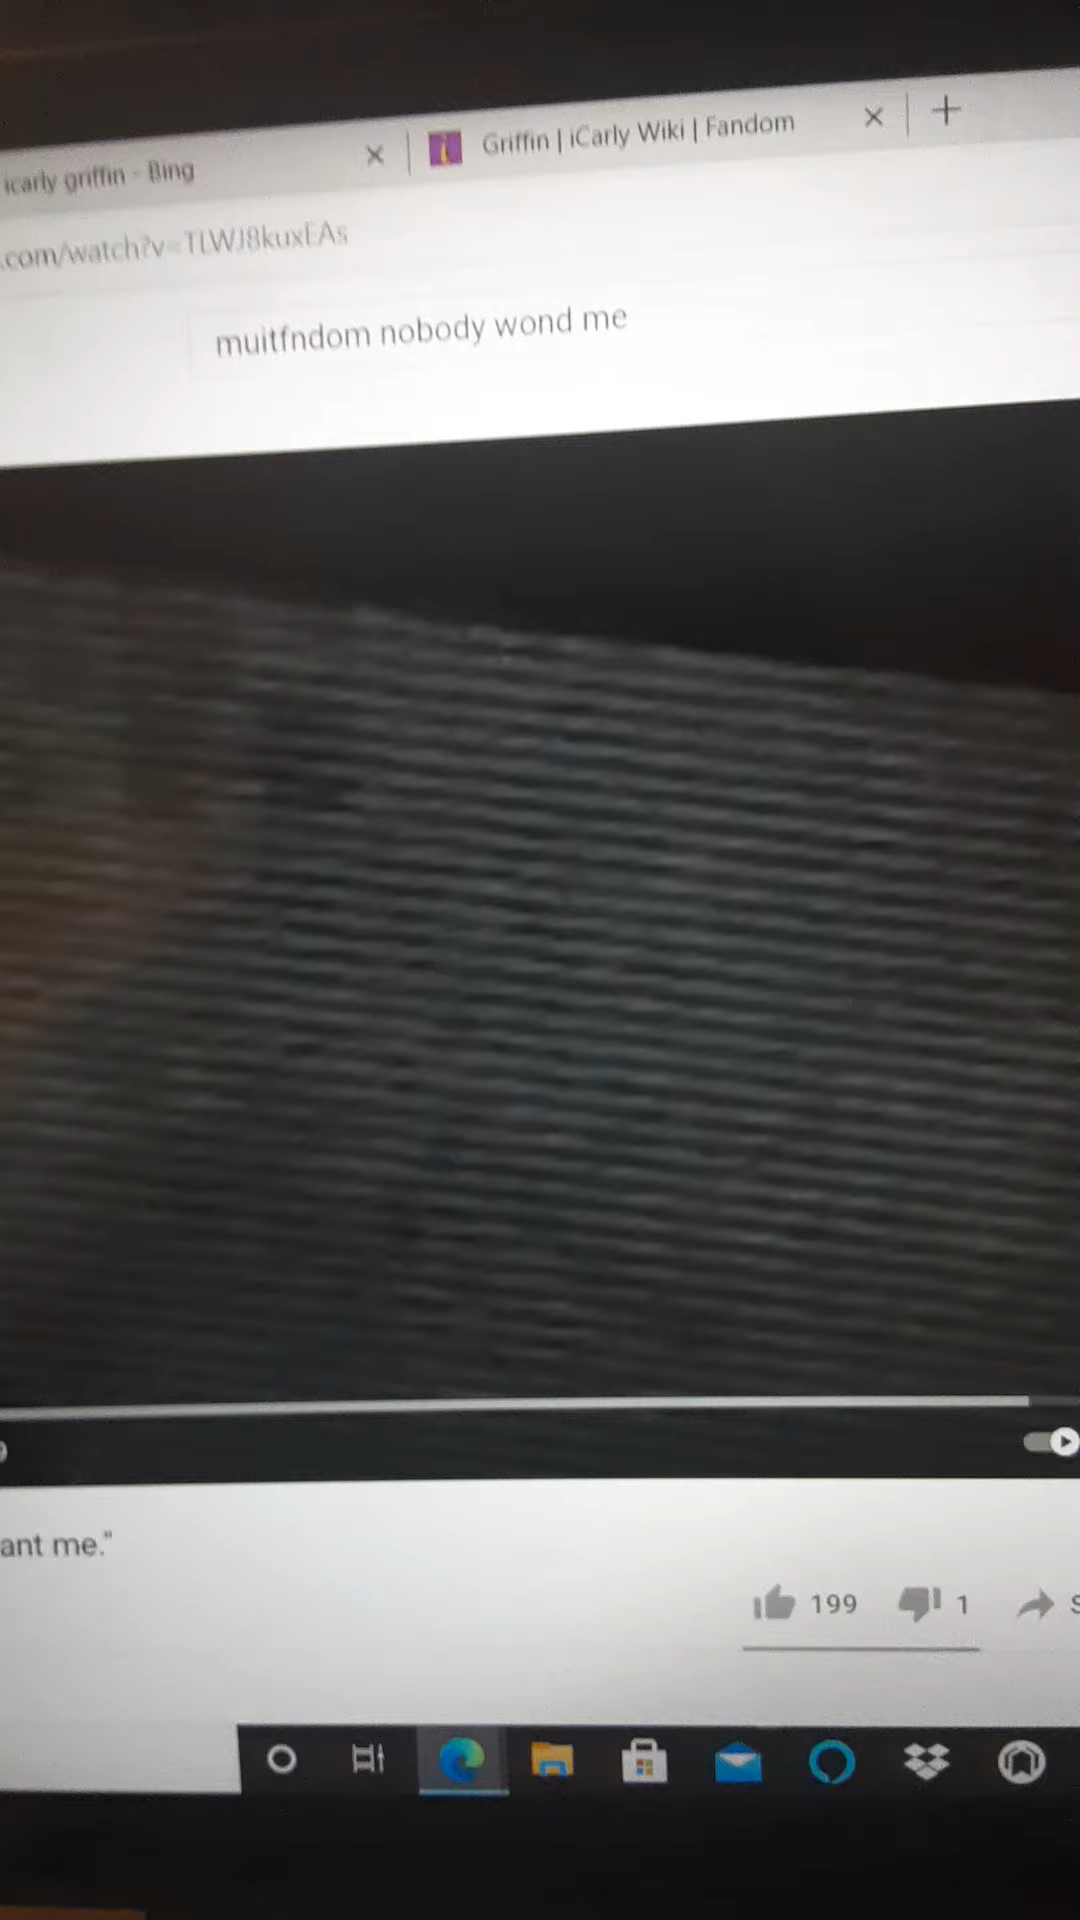 icarly griffin - Bing
Griffin | iCarly Wiki | Fandom
.com/watch?v=TLWJ8kuxEAs
muitfndom nobody wond me
ant me."
199
1